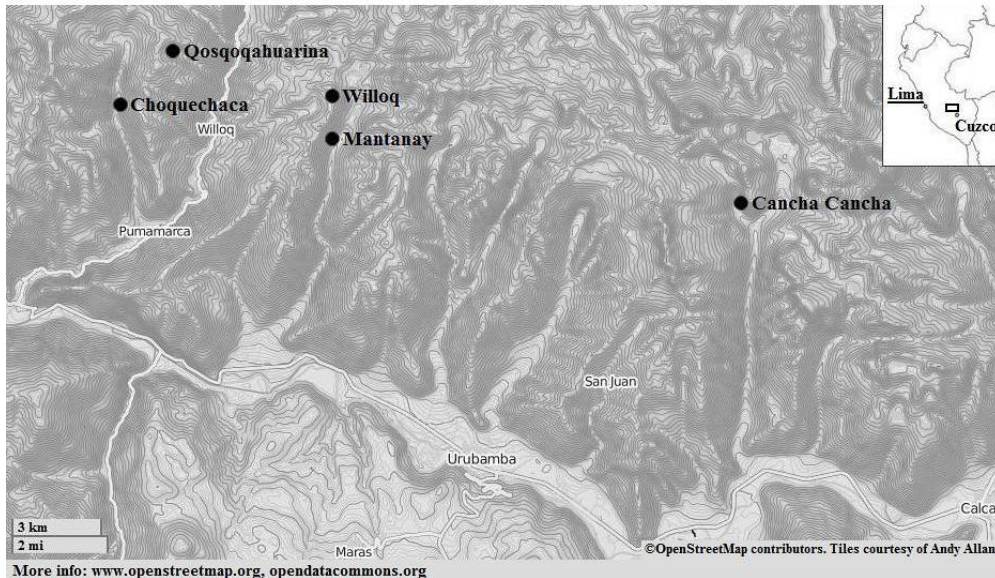 Qosqoqahuarina
Choquechaca
Willoq
Willoq
Mantanay
Lima
Cuzco
Cancha Cancha
Pumamarca
San Juan
Urubamba
Calca
Maras
3 km
2 mi
©OpenStreetMap contributors. Tiles courtesy of Andy Allan
More info: www.openstreetmap.org, opendatacommons.org